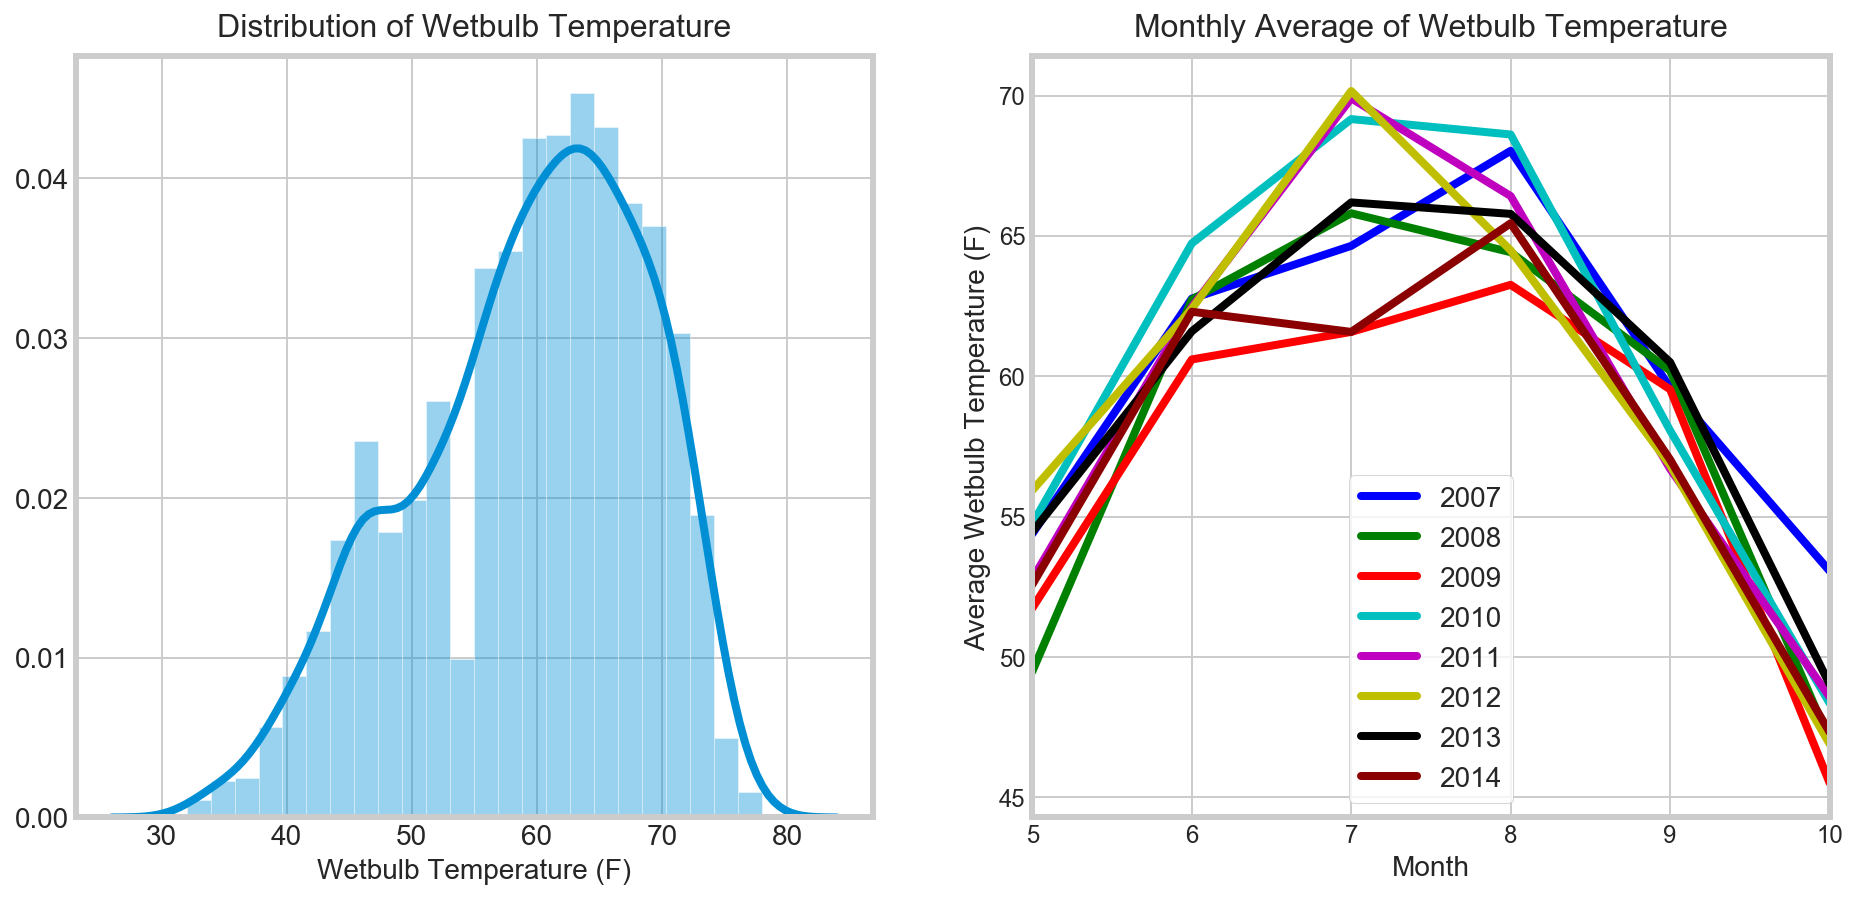 Distribution of Wetbulb Temperature
0.04
0.03
0.02
0.01
0.00
30 40 50 60 70 80
Wetbulb Temperature (F)
Monthly Average of Wetbulb Temperature
Average Wetbulb Temperature (F)
70
65
60
55
50
45
2007
2008
2009
2010
2011
2012
2013
2014
5 6 7 8 9 10
Month